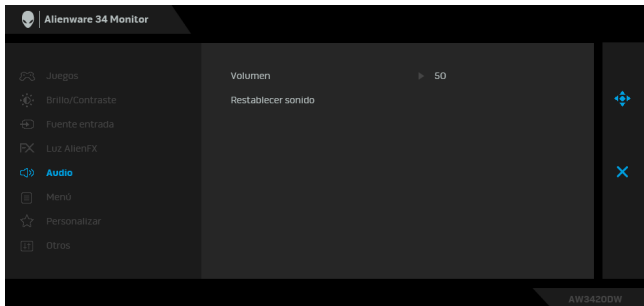 Alienware 34 Monitor
Juegos
Brillo/Contraste
Fuente entrada
FX Luz AlienFX
Audio
Menú
Personalizar
Otros
Volumen 50
Restablecer sonido
AW3420DW